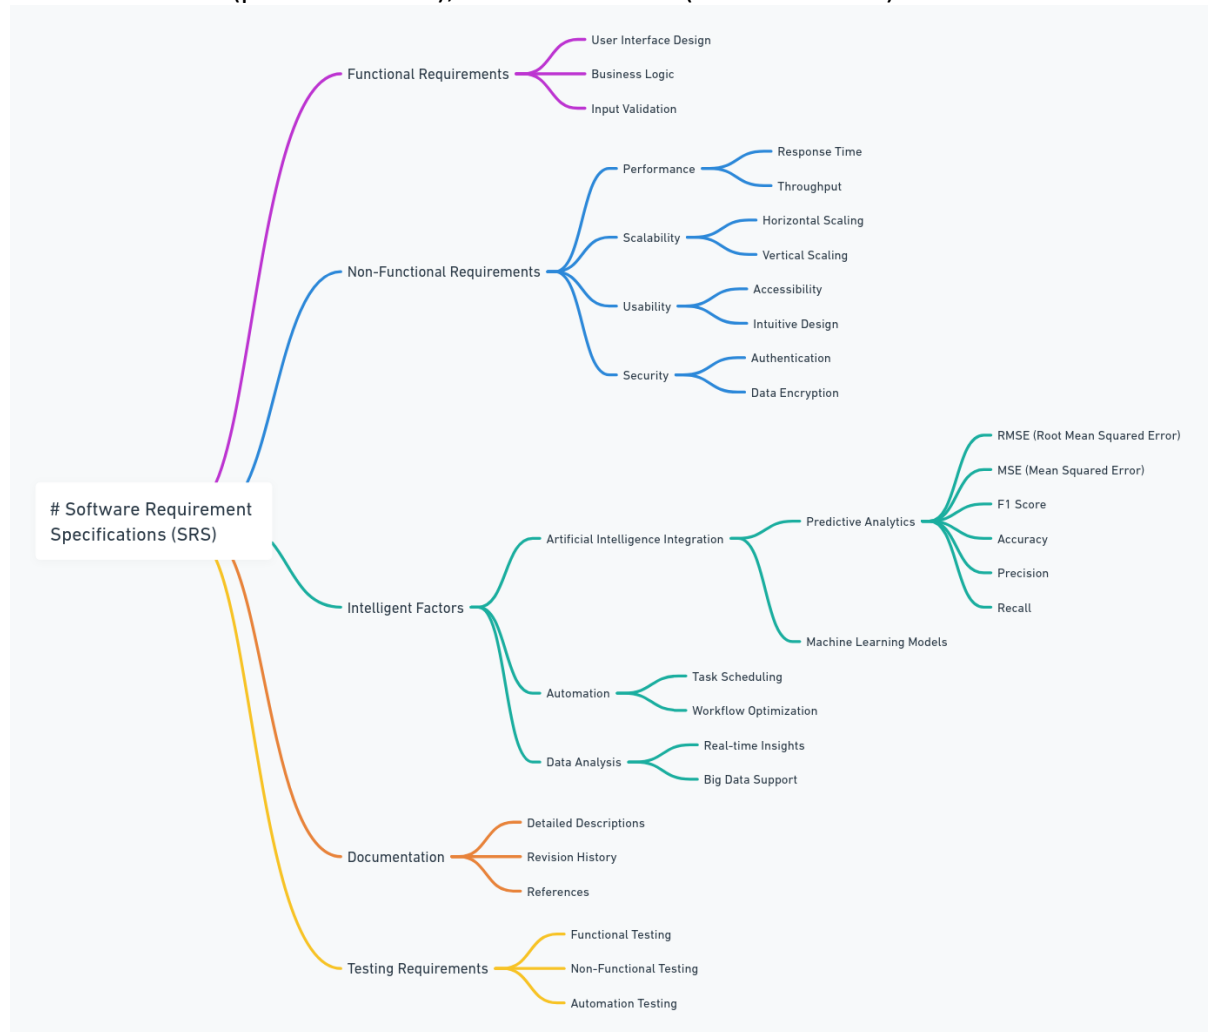 User Interface Design
Functional Requirements
Business Logic
Input Validation
Response Time
Performance
Throughput
Horizontal Scaling
Scalability
Vertical Scaling
Non-Functional Requirements
Accessibility
Usability
Intuitive Design
Authentication
Security
Data Encryption
RMSE (Root Mean Squared Error)
MSE (Mean Squared Error)
# Software Requirement
Specifications (SRS)
F1 Score
Predictive Analytics
Artificial Intelligence Integration
Accuracy
Precision
Intelligent Factors
Recall
Machine Learning Models
Task Scheduling
Automation
Workflow Optimization
Real-time Insights
Data Analysis
Big Data Support
Detailed Descriptions
Documentation
Revision History
References
Functional Testing
Testing Requirements
Non-Functional Testing
Automation Testing